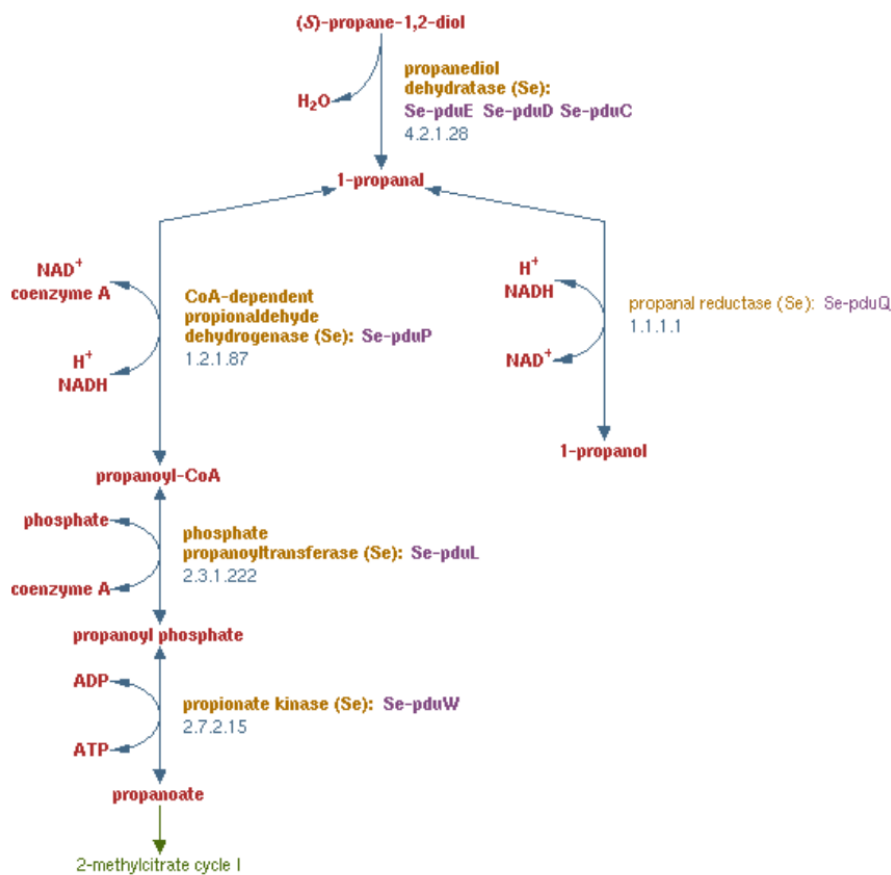 (S)-propane-1,2-diol
propanediol
dehydratase (Se):
H₂O
Se-pduE Se-pduD Se-pduC
4.2.1.28
1-propanal
NAD⁺
coenzyme A
CoA-dependent
propionaldehyde
dehydrogenase (Se): Se-pduP
1.2.1.87
H⁺
NADH
H⁺
NADH
propanal reductase (Se): Se-pduQ
1.1.1.1
NAD⁺
1-propanol
propanoyl-CoA
phosphate
phosphate
propanoyltransferase (Se): Se-pduL
2.3.1.222
coenzyme A
propanoyl phosphate
ADP
propionate kinase (Se): Se-pduW
2.7.2.15
ATP
propanoate
2-methylcitrate cycle I